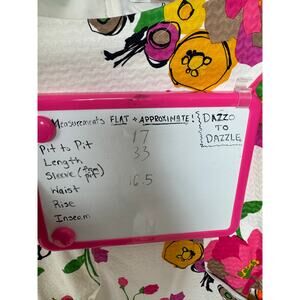 Measurements FLAT + APPROXIMATE!
DAZZO
TO
DAZZLE
Pit to Pit 17
Length 33
Sleeve (from pit)
Waist 16.5
Rise
Inseam